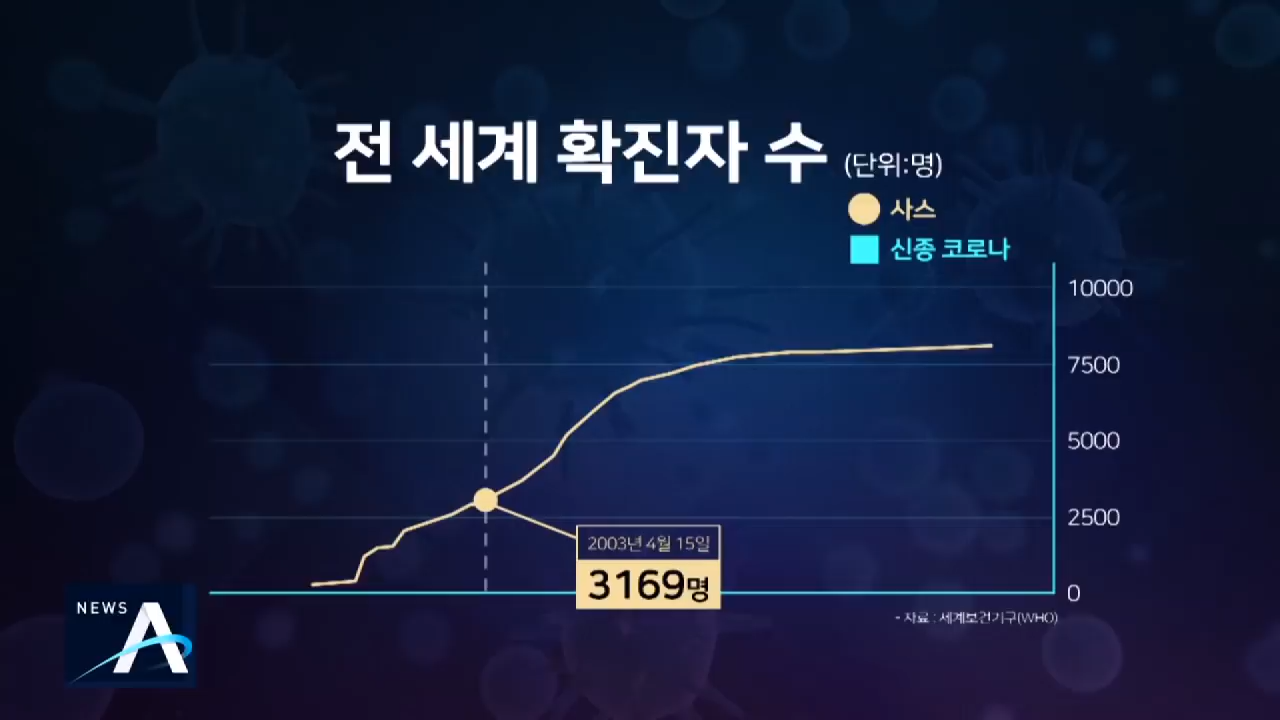 전 세계 확진자 수 (단위:명)
사스
신종 코로나
10000
7500
5000
2500
0
2003년 4월 15일
3169명
- 자료 : 세계보건기구(WHO)
NEWS A